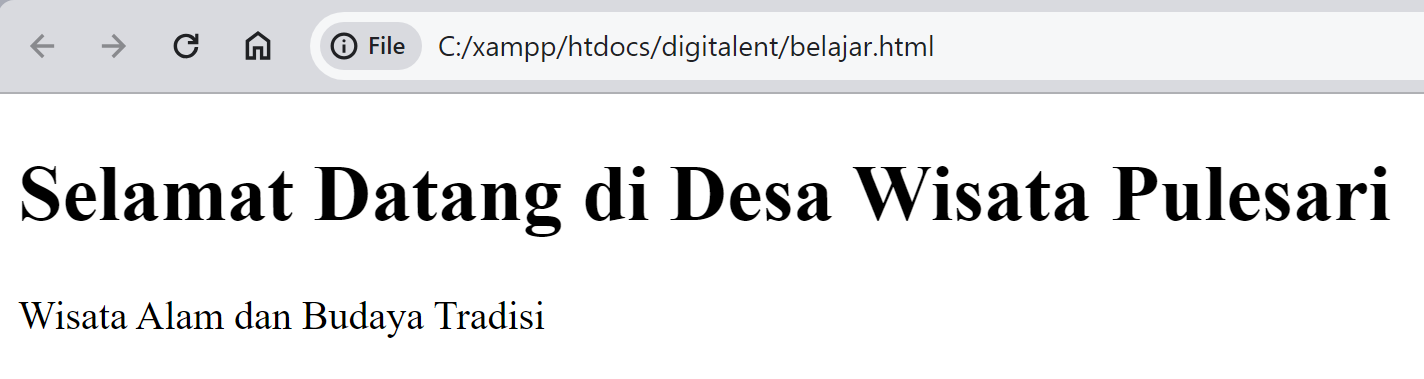 File C:/xampp/htdocs/digitalent/belajar.html
Selamat Datang di Desa Wisata Pulesari
Wisata Alam dan Budaya Tradisi